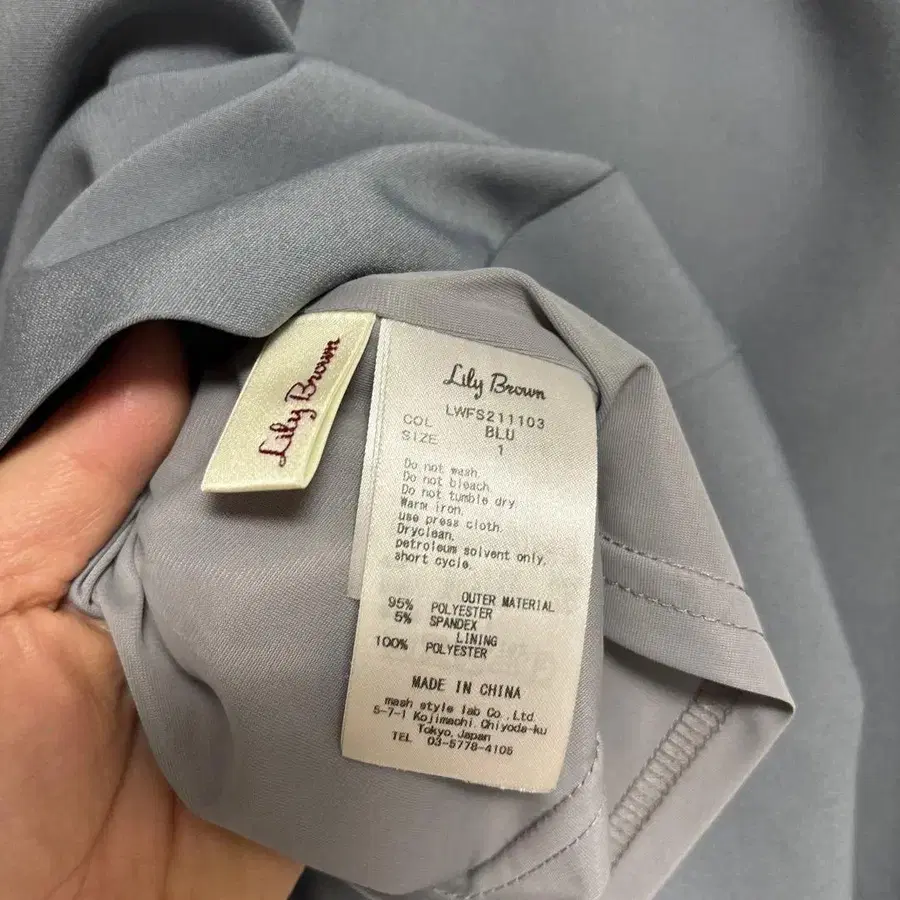 Lily Brown
Lily Brown
LWFS211103
COL BLU
SIZE 1
Do not wash.
Do not bleach.
Do not tumble dry
Warm iron.
use press cloth.
Dryclean.
petroleum solvent only.
short cycle.
OUTER MATERIAL
95% POLYESTER
5% SPANDEX
LINING
100% POLYESTER
MADE IN CHINA
mash style lab Co.,Ltd.
5-7-1 Kojimachi Chiyoda-ku
Tokyo,Japan
TEL 03-5778-4105